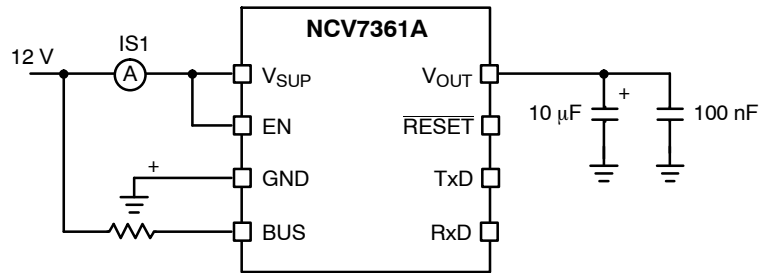 NCV7361A
IS1
12 V
A
VSUP
VOUT
+
10 μF
100 nF
EN
RESET
+
GND
TxD
BUS
RxD